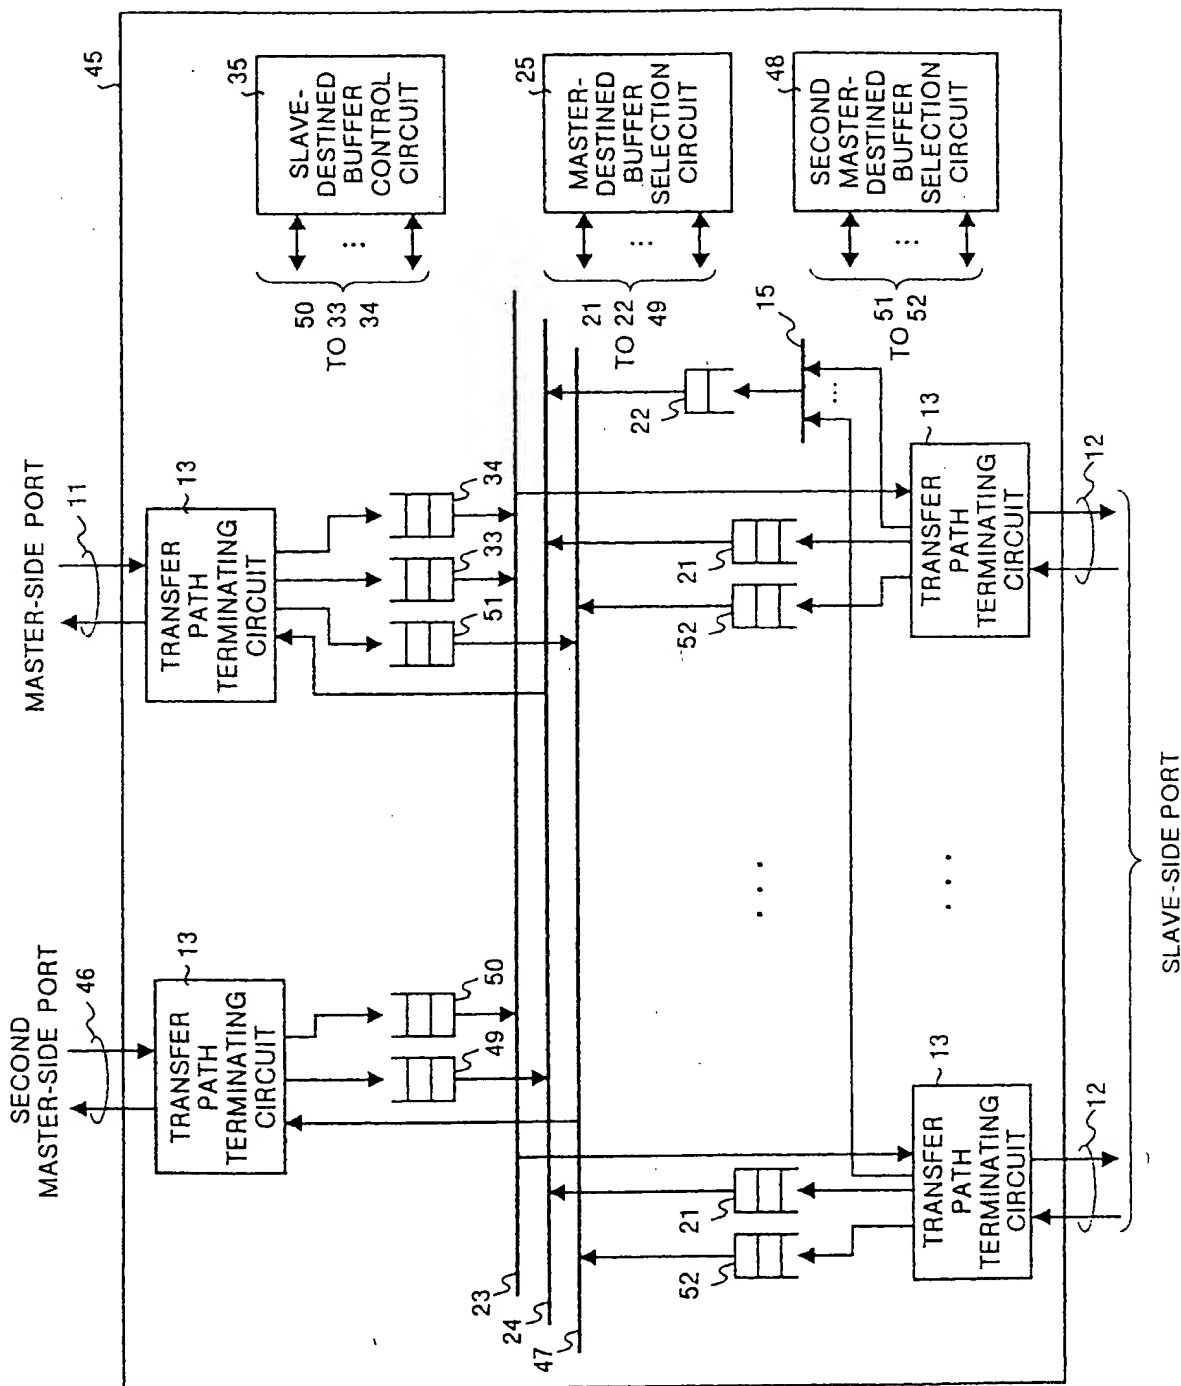 45
35
SLAVE-
DESTINED
BUFFER
CONTROL
CIRCUIT
...
TO
50
33
34
25
MASTER-
DESTINED
BUFFER
SELECTION
CIRCUIT
...
TO
21
22
49
48
SECOND
MASTER-
DESTINED
BUFFER
SELECTION
CIRCUIT
...
TO
51
52
MASTER-SIDE PORT
11
13
TRANSFER
PATH
TERMINATING
CIRCUIT
34
33
51
SECOND
MASTER-SIDE PORT
46
13
TRANSFER
PATH
TERMINATING
CIRCUIT
50
49
23
24
47
15
...
22
21
52
13
TRANSFER
PATH
TERMINATING
CIRCUIT
12
...
...
21
52
13
TRANSFER
PATH
TERMINATING
CIRCUIT
12
SLAVE-SIDE PORT